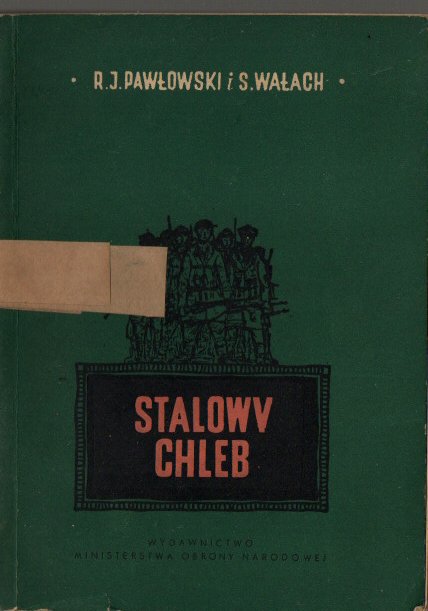 • R.J.PAWŁOWSKI i S.WAŁACH •
STALOWY
CHLEB
WYDAWNICTWO
MINISTERSTWA OBRONY NARODOWEJ